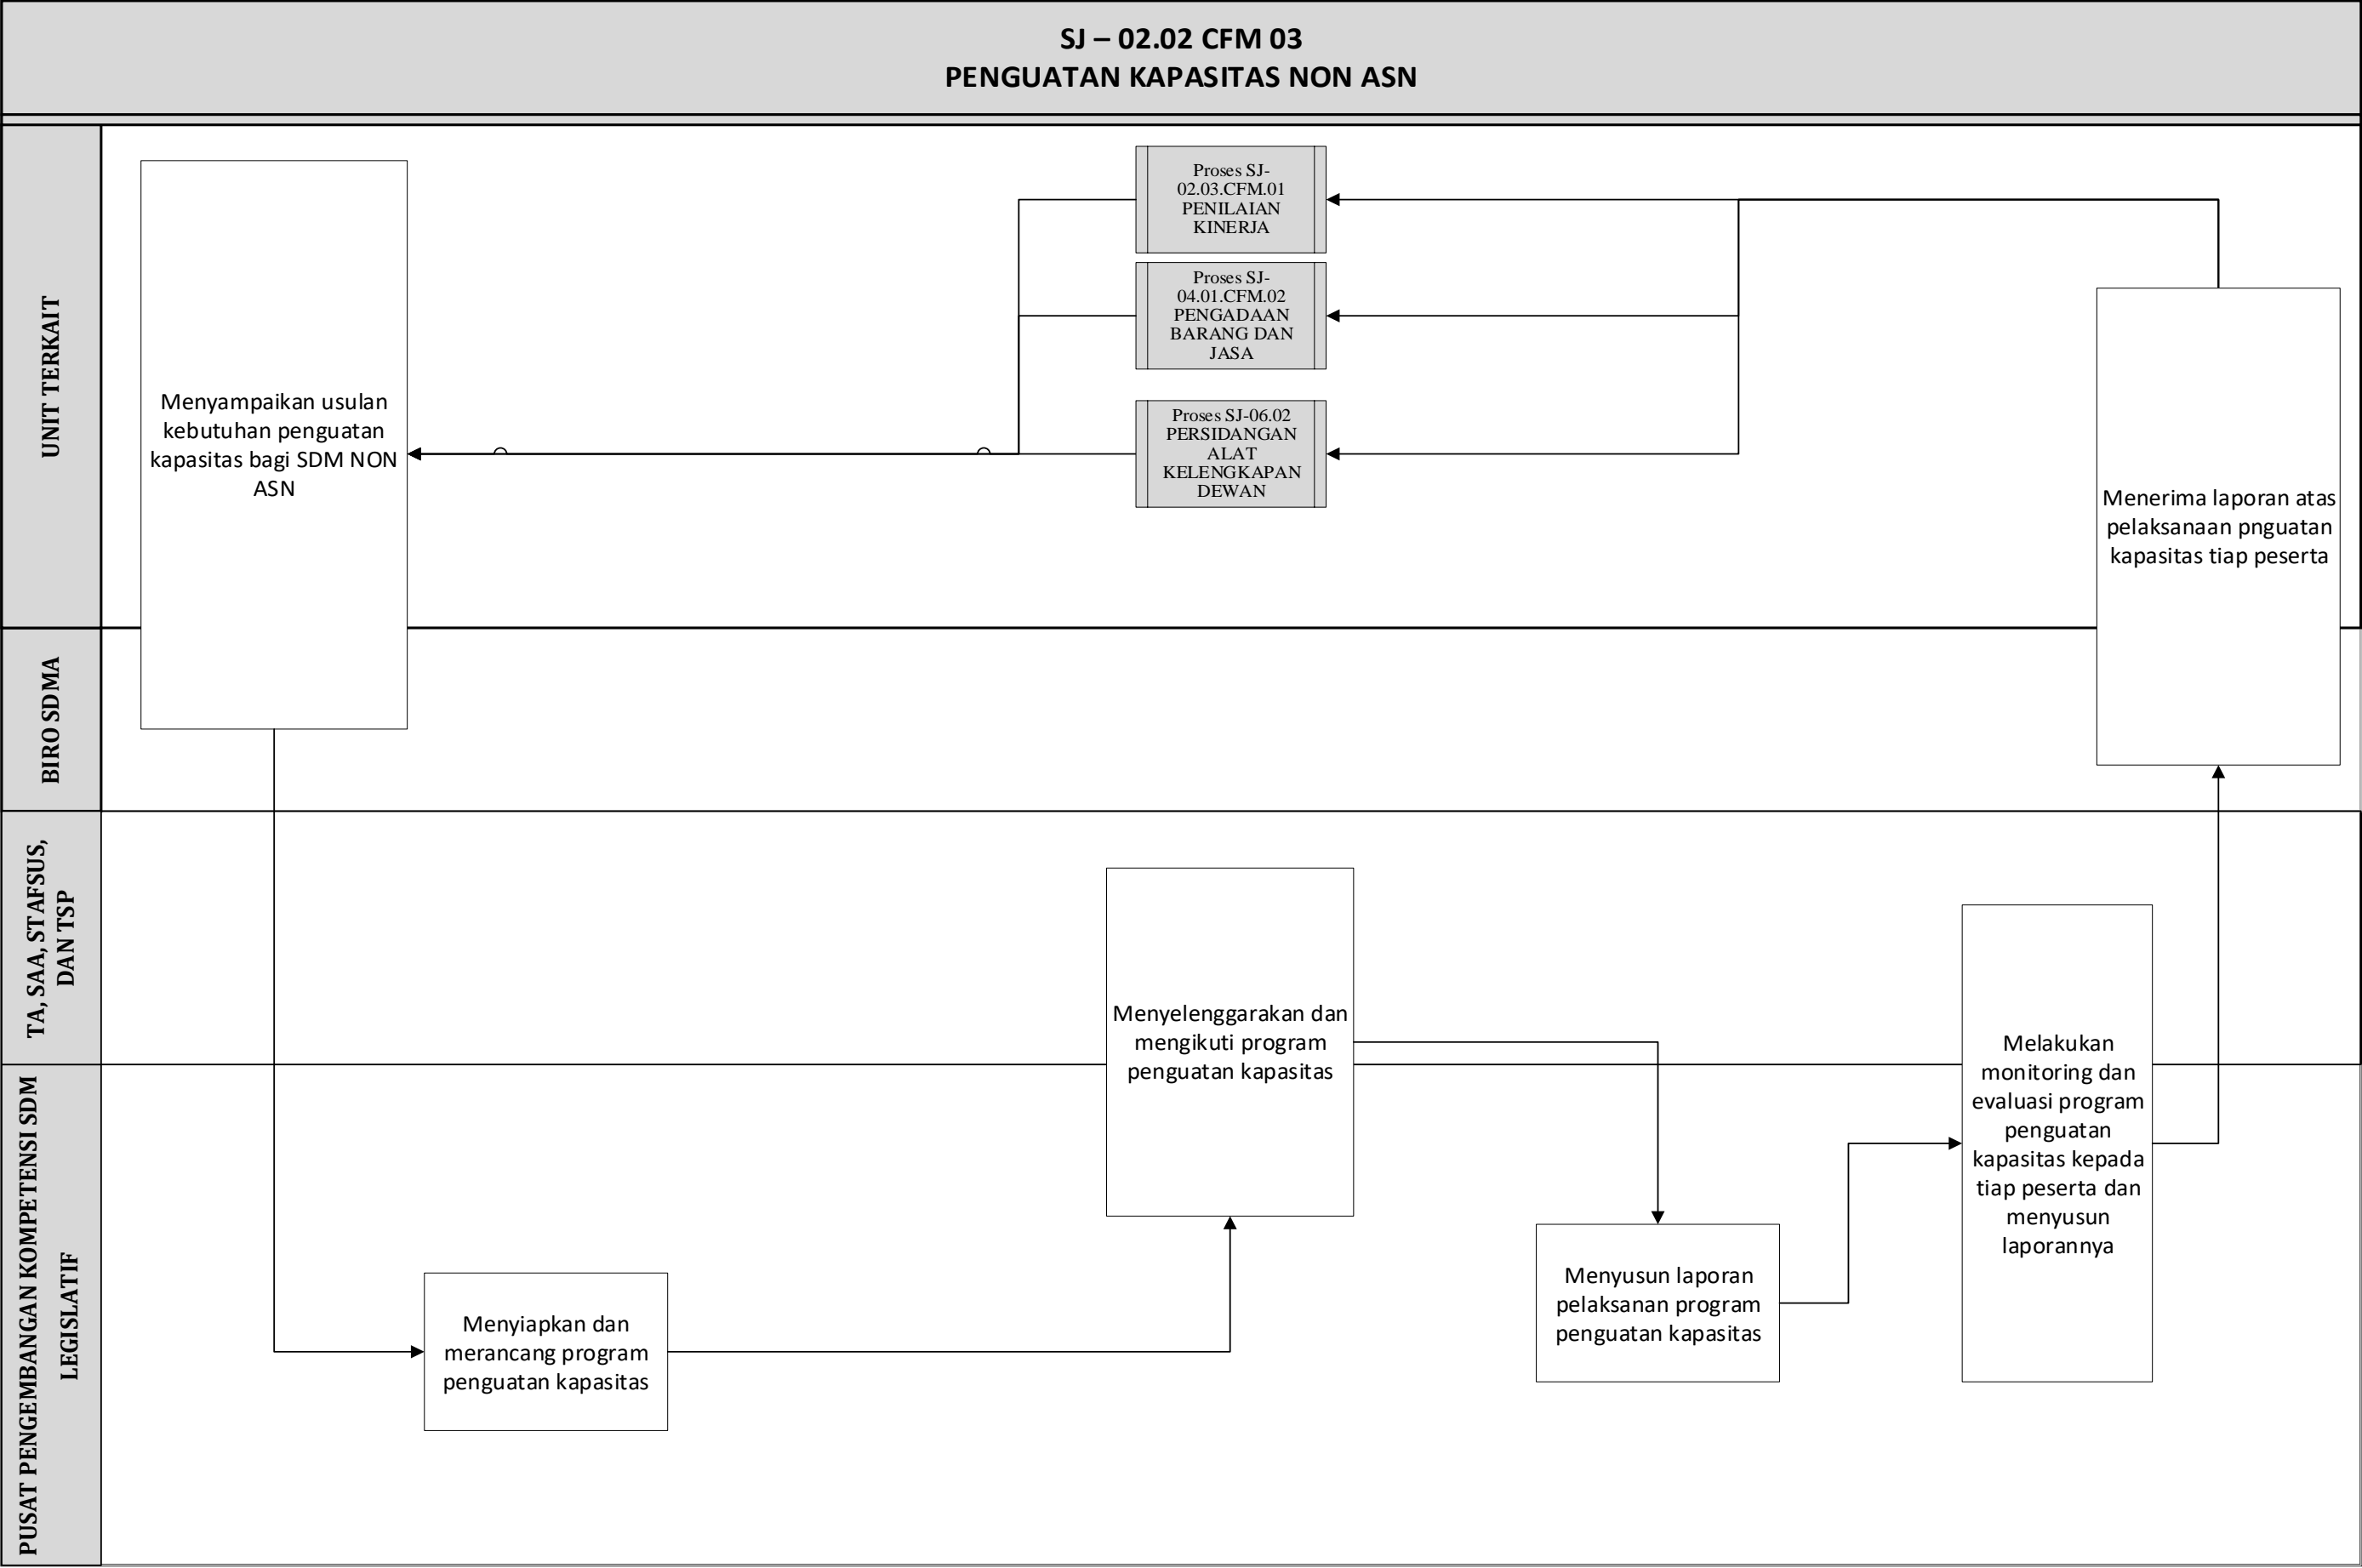 SJ – 02.02 CFM 03
PENGUATAN KAPASITAS NON ASN
UNIT TERKAIT
Menyampaikan usulan
kebutuhan penguatan
kapasitas bagi SDM NON
ASN
Proses SJ-
02.03.CFM.01
PENILAIAN
KINERJA
Proses SJ-
04.01.CFM.02
PENGADAAN
BARANG DAN
JASA
Proses SJ-06.02
PERSIDANGAN
ALAT
KELENGKAPAN
DEWAN
Menerima laporan atas
pelaksanaan pnguatan
kapasitas tiap peserta
BIRO SDMA
TA, SAA, STAFSUS,
DAN TSP
Menyelenggarakan dan
mengikuti program
penguatan kapasitas
Melakukan
monitoring dan
evaluasi program
penguatan
kapasitas kepada
tiap peserta dan
menyusun
laporannya
PUSAT PENGEMBANGAN KOMPETENSI SDM
LEGISLATIF
Menyiapkan dan
merancang program
penguatan kapasitas
Menyusun laporan
pelaksanan program
penguatan kapasitas